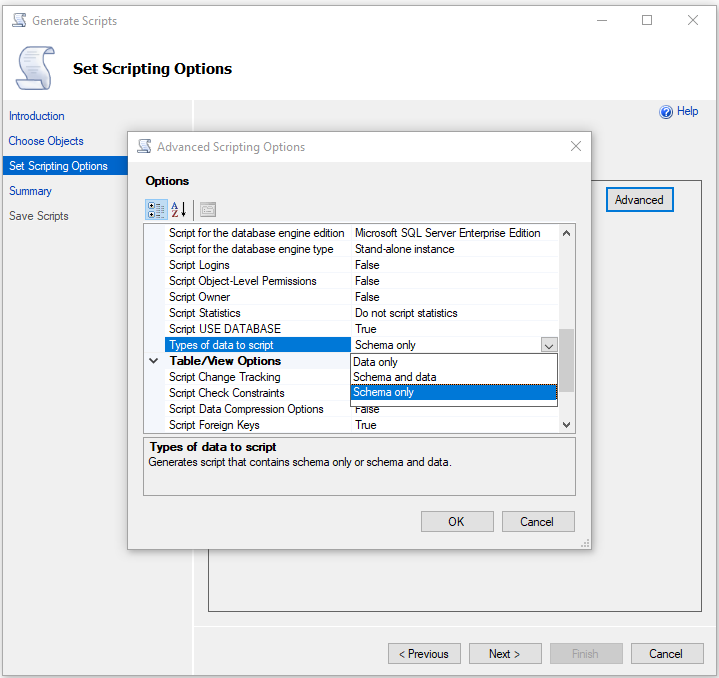 Generate Scripts
Set Scripting Options
Introduction
Choose Objects
Set Scripting Options
Summary
Save Scripts
Help
Advanced
Advanced Scripting Options
Options
Script for the database engine edition Microsoft SQL Server Enterprise Edition
Script for the database engine type Stand-alone instance
Script Logins False
Script Object-Level Permissions False
Script Owner False
Script Statistics Do not script statistics
Script USE DATABASE True
Types of data to script Schema only
Table/View Options Data only
Script Change Tracking Schema and data
Script Check Constraints Schema only
Script Data Compression Options False
Script Foreign Keys True
Types of data to script
Generates script that contains schema only or schema and data.
OK Cancel
< Previous Next > Finish Cancel